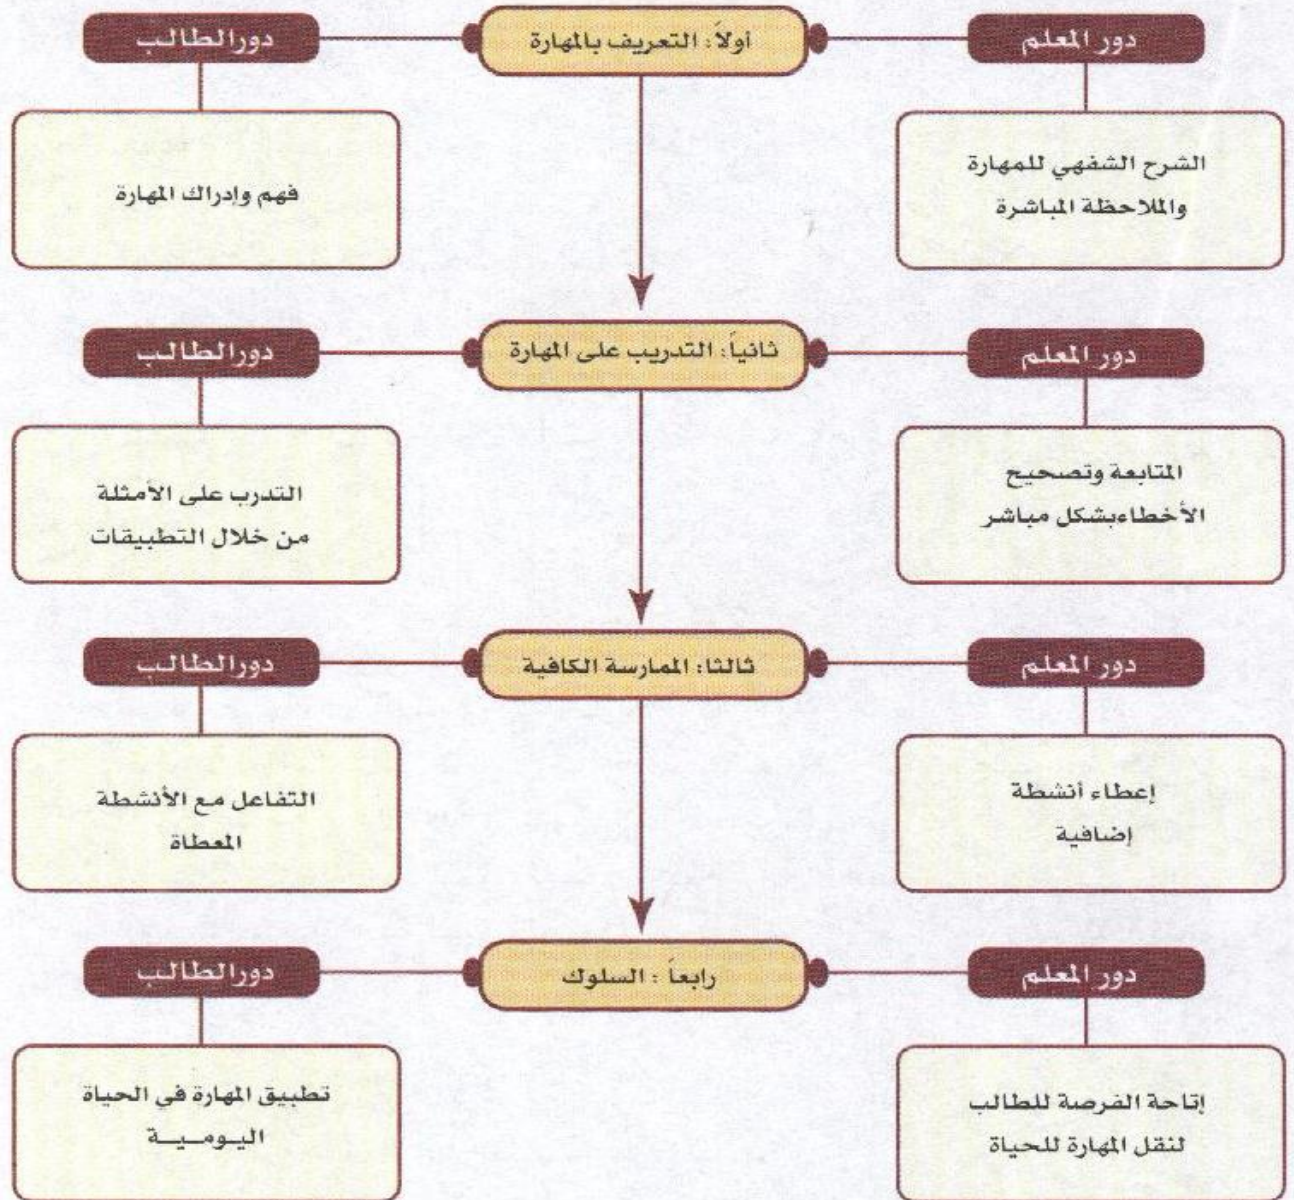 دور المعلم
أولاً: التعريف بالمهارة
دور الطالب
الشرح الشفهي للمهارة
والملاحظة المباشرة
فهم وإدراك المهارة
دور المعلم
ثانياً: التدريب على المهارة
دور الطالب
المتابعة وتصحيح
الأخطاء بشكل مباشر
التدرب على الأمثلة
من خلال التطبيقات
دور المعلم
ثالثا: الممارسة الكافية
دور الطالب
إعطاء أنشطة
إضافية
التفاعل مع الأنشطة
المعطاة
دور المعلم
رابعاً : السلوك
دور الطالب
إتاحة الفرصة للطالب
لنقل المهارة للحياة
تطبيق المهارة في الحياة
اليـومـيـــة